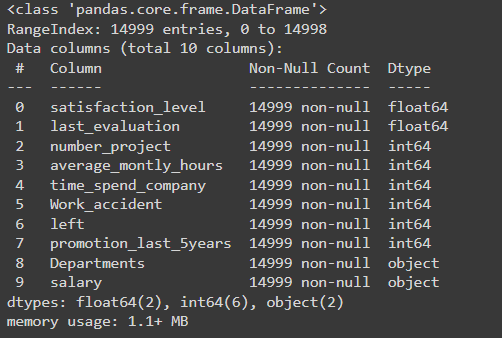 <class 'pandas.core.frame.DataFrame'>
RangeIndex: 14999 entries, 0 to 14998
Data columns (total 10 columns):
 #   Column                 Non-Null Count  Dtype
---  ------                 --------------  -----
 0   satisfaction_level     14999 non-null  float64
 1   last_evaluation        14999 non-null  float64
 2   number_project         14999 non-null  int64
 3   average_montly_hours   14999 non-null  int64
 4   time_spend_company     14999 non-null  int64
 5   Work_accident          14999 non-null  int64
 6   left                   14999 non-null  int64
 7   promotion_last_5years  14999 non-null  int64
 8   Departments            14999 non-null  object
 9   salary                 14999 non-null  object
dtypes: float64(2), int64(6), object(2)
memory usage: 1.1+ MB